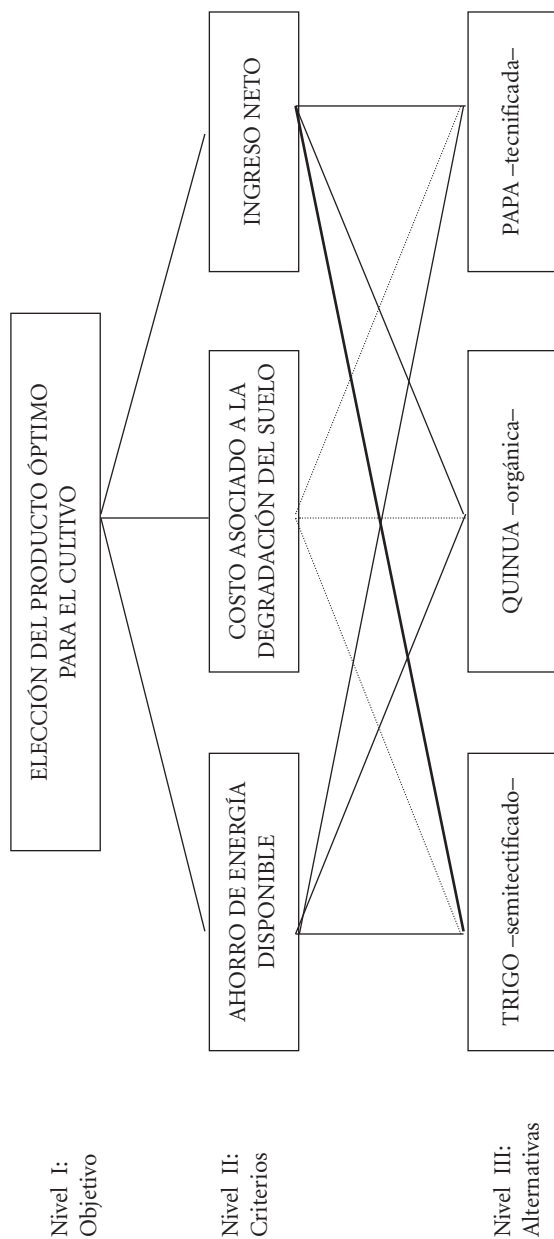 Nivel I:
Objetivo
ELECCIÓN DEL PRODUCTO ÓPTIMO
PARA EL CULTIVO
Nivel II:
Criterios
AHORRO DE ENERGÍA
DISPONIBLE
COSTO ASOCIADO A LA
DEGRADACIÓN DEL SUELO
INGRESO NETO
Nivel III:
Alternativas
TRIGO –semitectificado–
QUINUA –orgánica–
PAPA –tecnificada–